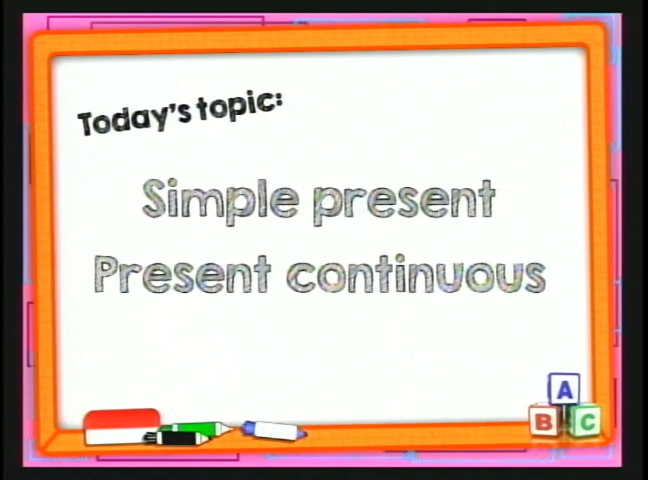 Today's topic:
Simple present
Present continuous
A
B C